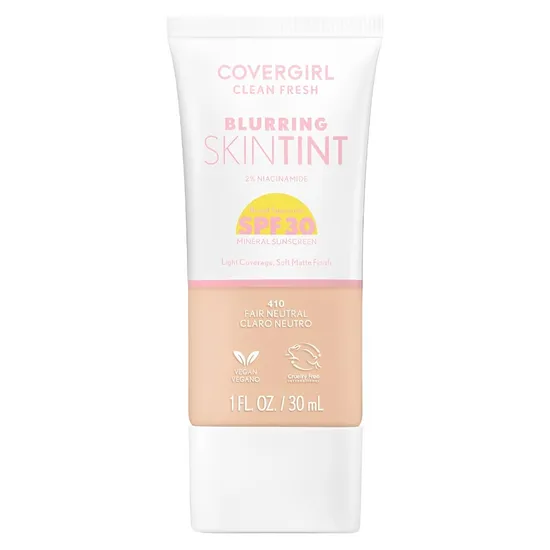 COVERGIRL
CLEAN FRESH
BLURRING
SKINTINT
2% NIACINAMIDE
SPF 30
MINERAL SUNSCREEN
Light Coverage, Soft Matte Finish
410
FAIR NEUTRAL
CLARO NEUTRO
VEGAN
VEGANO
Cruelty Free
1 FL. OZ. / 30 mL